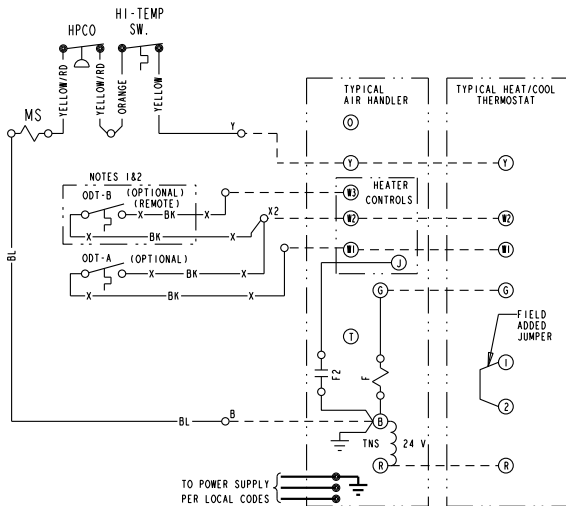 HI-TEMP
SW.
HPCO
YELLOW/RD
YELLOW/RD
ORANGE
YELLOW
MS
Y
TYPICAL
AIR HANDLER
TYPICAL HEAT/COOL
THERMOSTAT
O
Y
Y
NOTES 1&2
ODT-B (OPTIONAL)
(REMOTE)
X BK X
X BK X
X2
W3
HEATER
CONTROLS
W2
W2
W1
W1
ODT-A (OPTIONAL)
X BK X
X BK X
J
G
G
BL
T
FIELD
ADDED
JUMPER
1
2
F2
F
BL
B
B
TNS 24 V
R
R
TO POWER SUPPLY
PER LOCAL CODES